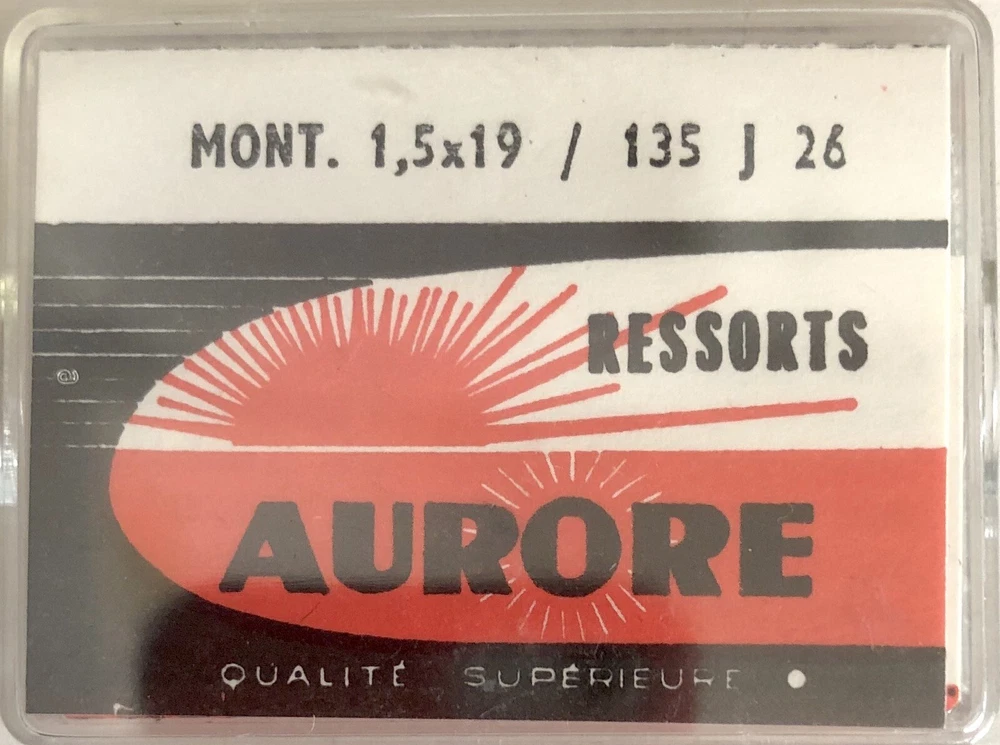 MONT. 1,5x19 / 135 J 26
RESSORTS
AURORE
QUALITÉ SUPÉRIEURE